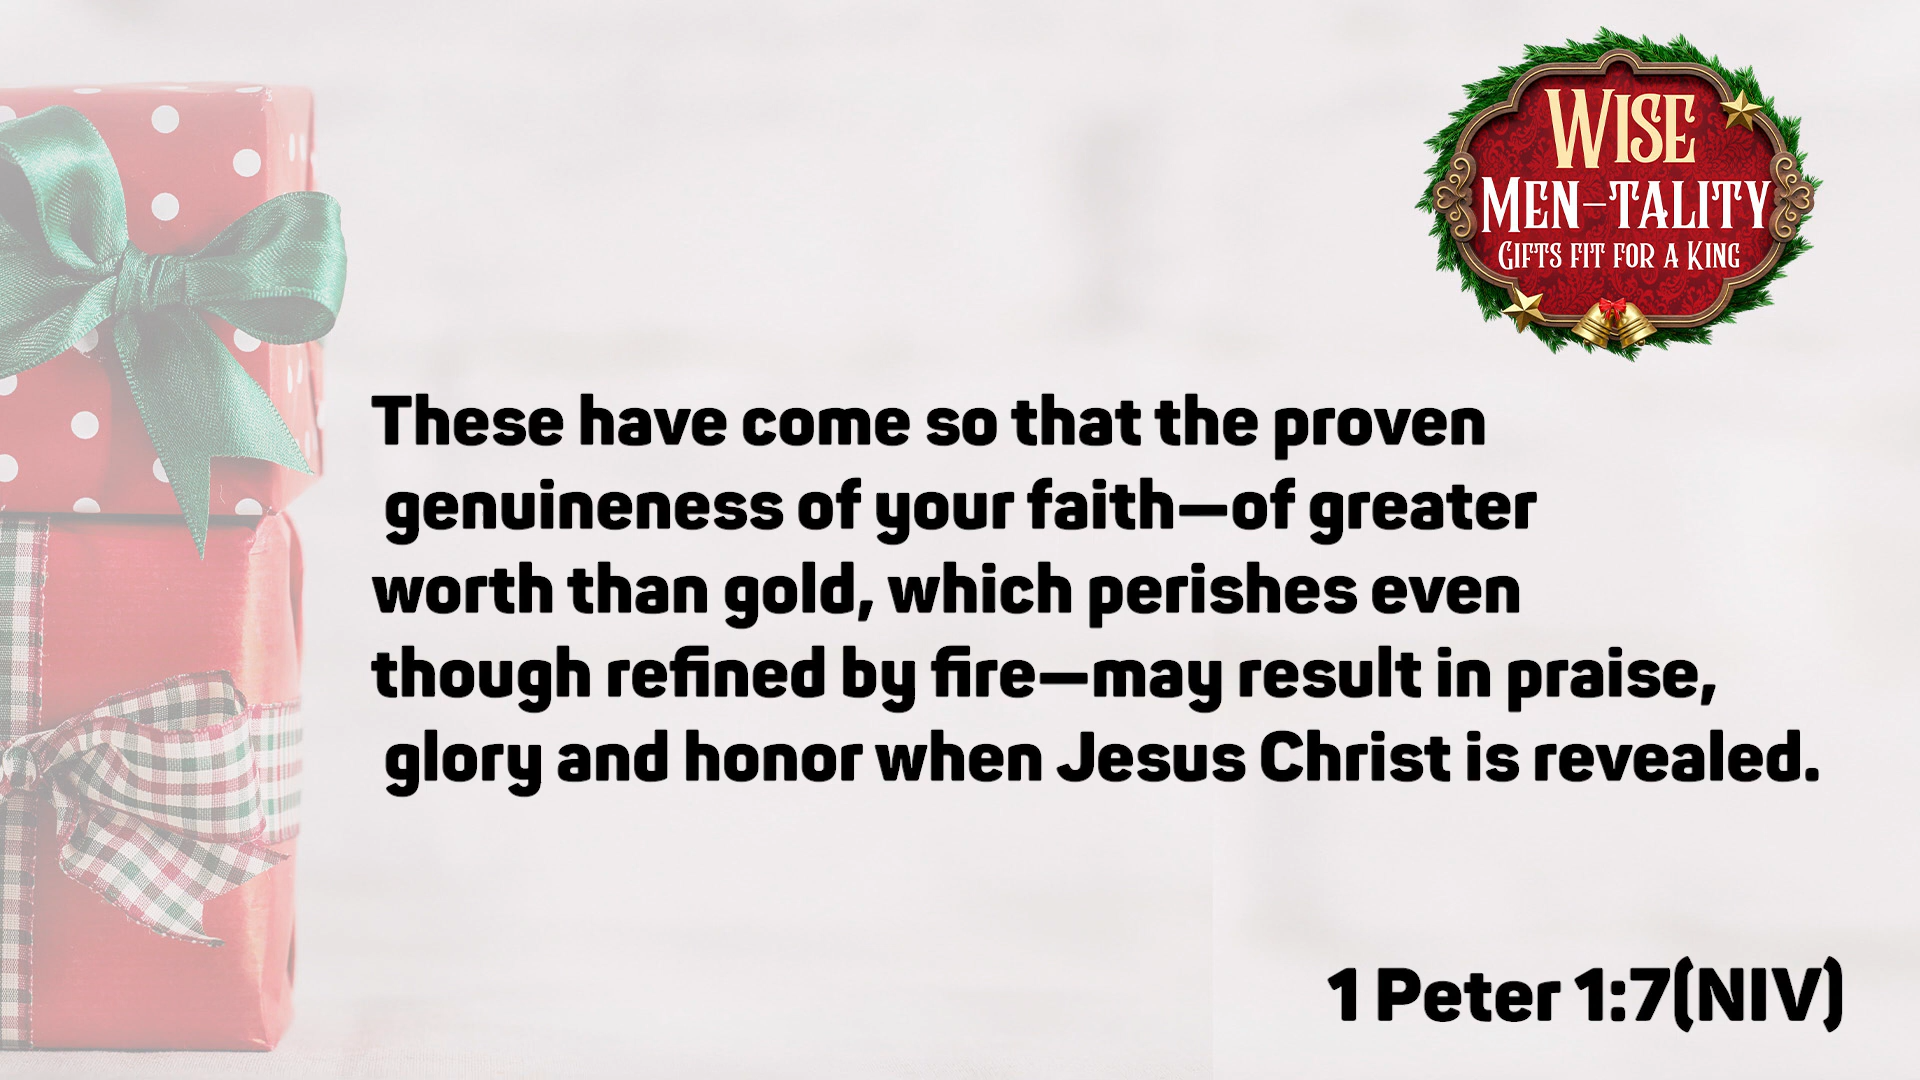 WISE
MEN-TALITY
GIFTS FIT FOR A KING
These have come so that the proven
genuineness of your faith—of greater
worth than gold, which perishes even
though refined by fire—may result in praise,
glory and honor when Jesus Christ is revealed.
1 Peter 1:7(NIV)